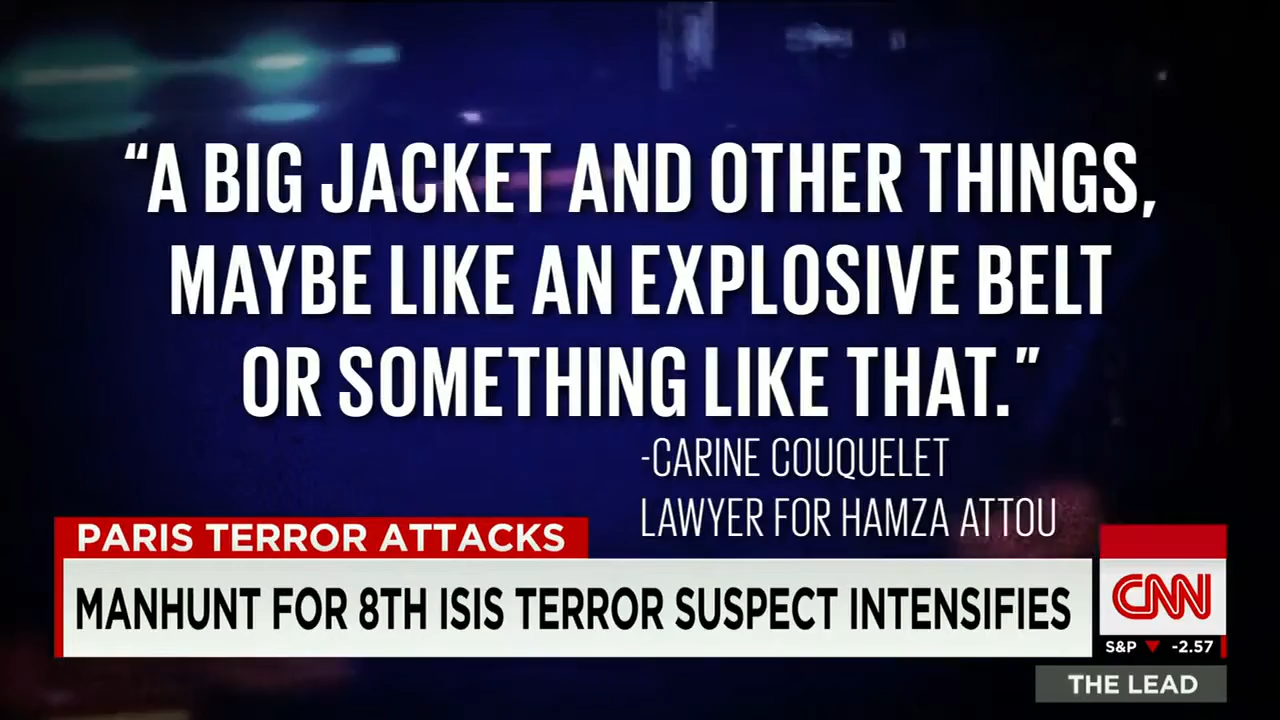 “A BIG JACKET AND OTHER THINGS,
MAYBE LIKE AN EXPLOSIVE BELT
OR SOMETHING LIKE THAT.”
-CARINE COUQUELET
LAWYER FOR HAMZA ATTOU
PARIS TERROR ATTACKS
MANHUNT FOR 8TH ISIS TERROR SUSPECT INTENSIFIES
CNN
S&P ▼ -2.57
THE LEAD